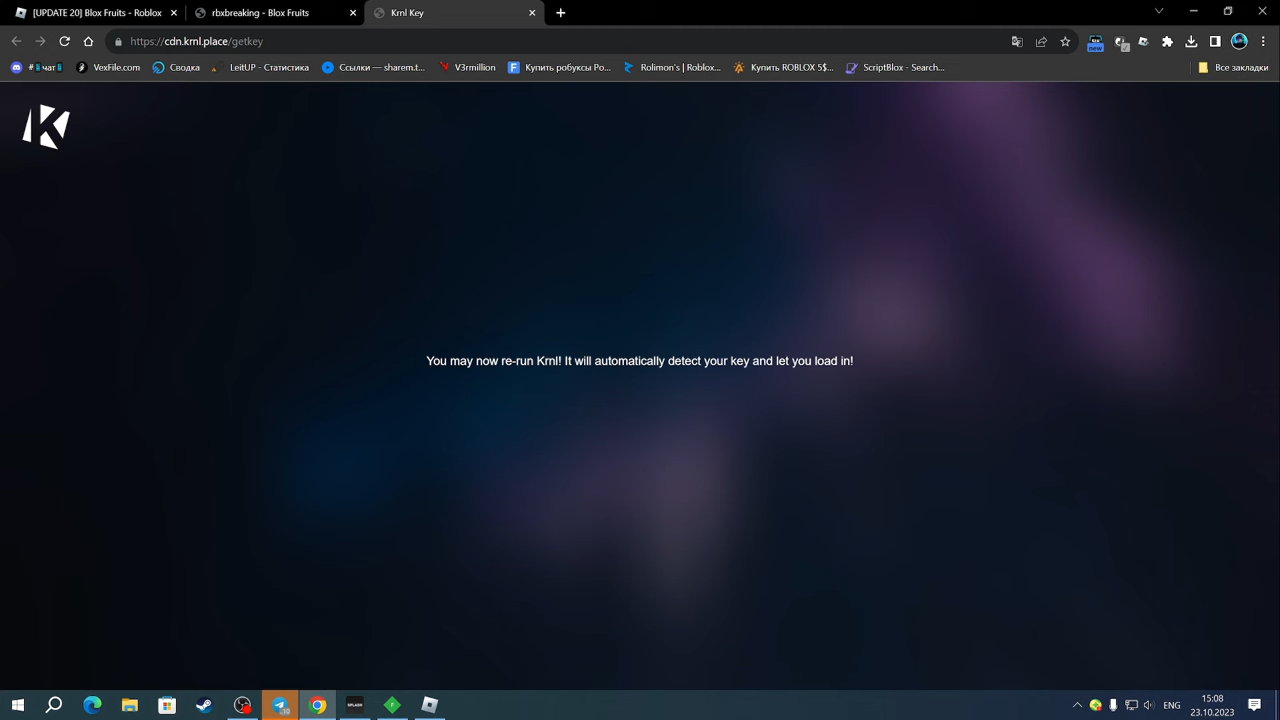 [UPDATE 20] Blox Fruits - Roblox
rbxbreaking - Blox Fruits
Krnl Key
https://cdn.krnl.place/getkey
new
#чат
VexFile.com
Сводка
LeitUP - Статистика
Ссылки — sharem.t...
V3rmillion
Купить робуксы Ро...
Rolimon's | Roblox...
Купить ROBLOX 5$...
ScriptBlox - Search...
Все закладки
You may now re-run Krnl! It will automatically detect your key and let you load in!
SPLASH
ENG
15:08
23.10.2023